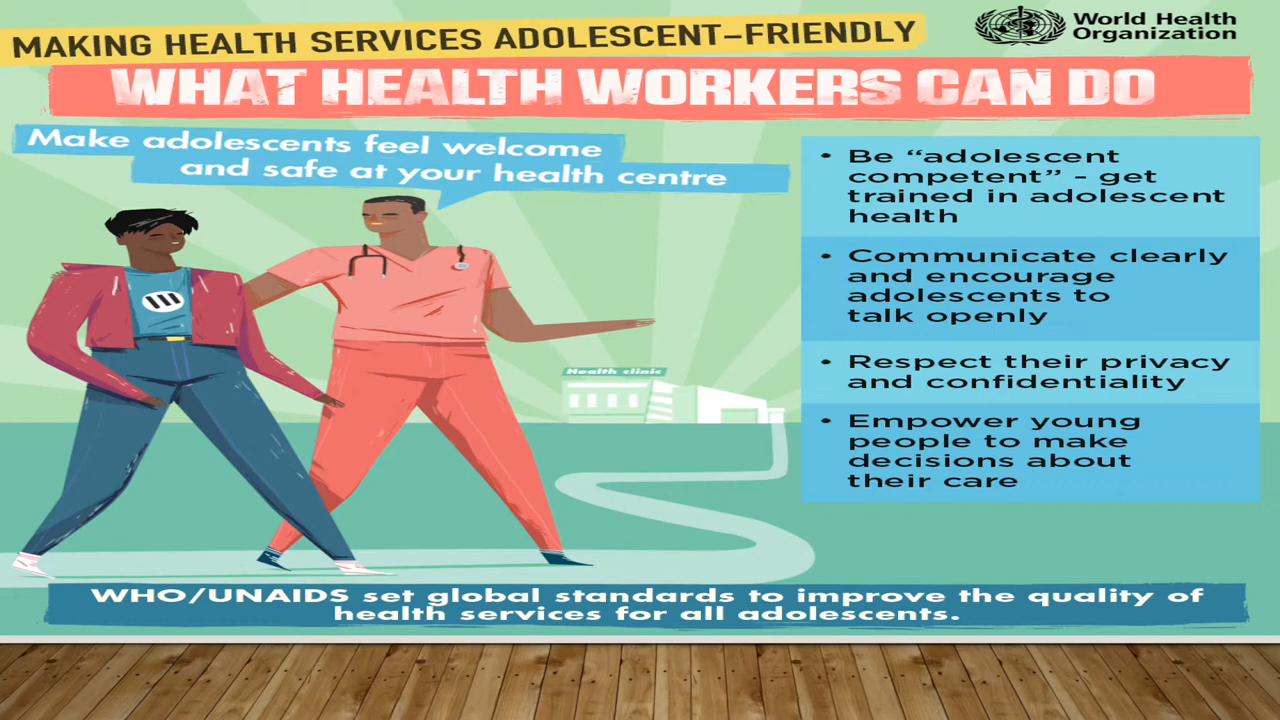 MAKING HEALTH SERVICES ADOLESCENT–FRIENDLY
World Health
Organization
WHAT HEALTH WORKERS CAN DO
Make adolescents feel welcome
and safe at your health centre
• Be “adolescent
competent” - get
trained in adolescent
health
• Communicate clearly
and encourage
adolescents to
talk openly
• Respect their privacy
and confidentiality
• Empower young
people to make
decisions about
their care
Health clinic
WHO/UNAIDS set global standards to improve the quality of
health services for all adolescents.